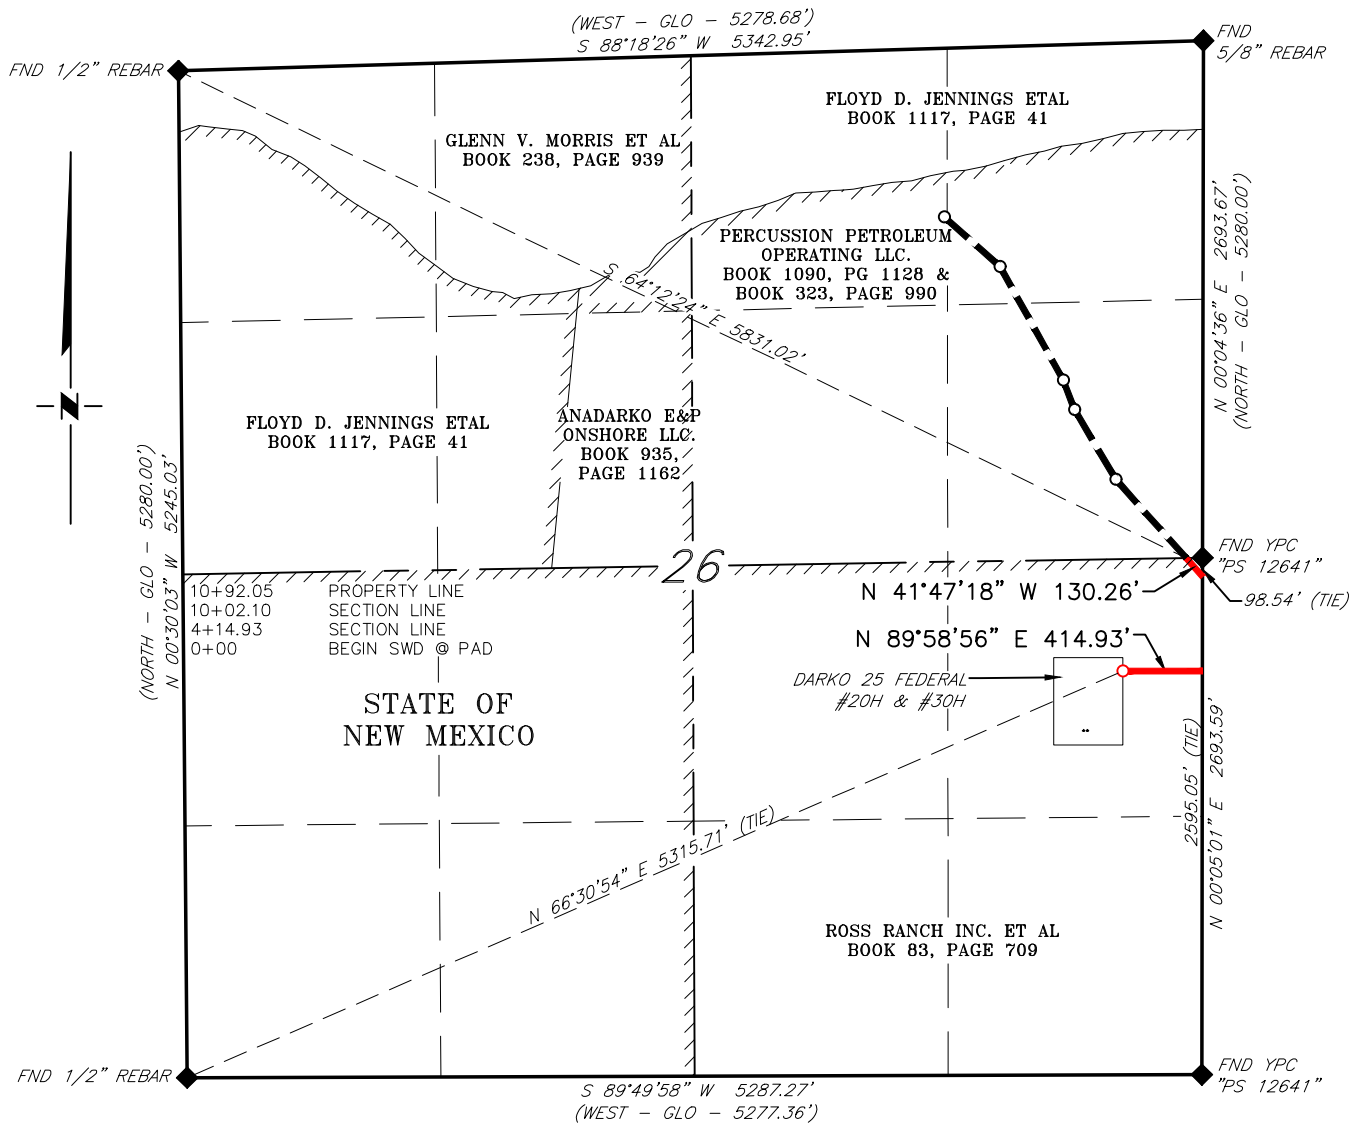 (WEST - GLO - 5278.68')
S 88°18'26" W 5342.95'
FND
5/8" REBAR
FND 1/2" REBAR
FLOYD D. JENNINGS ETAL
BOOK 1117, PAGE 41
GLENN V. MORRIS ET AL
BOOK 238, PAGE 939
PERCUSSION PETROLEUM
OPERATING LLC.
BOOK 1090, PG 1128 &
BOOK 323, PAGE 990
N 00°04'36" E 2693.67'
(NORTH - GLO - 5280.00')
S 64°12'24" E 5831.02'
N
FLOYD D. JENNINGS ETAL
BOOK 1117, PAGE 41
ANADARKO E&P
ONSHORE LLC.
BOOK 935,
PAGE 1162
(NORTH - GLO - 5280.00')
N 00°30'03" W 5245.03'
26
FND YPC
"PS 12641"
N 41°47'18" W 130.26'
98.54' (TIE)
10+92.05 PROPERTY LINE
10+02.10 SECTION LINE
4+14.93 SECTION LINE
0+00 BEGIN SWD @ PAD
N 89°58'56" E 414.93'
DARKO 25 FEDERAL
#20H & #30H
STATE OF
NEW MEXICO
2595.05' (TIE)
N 00°05'01" E 2693.59'
N 66°30'54" E 5315.71' (TIE)
ROSS RANCH INC. ET AL
BOOK 83, PAGE 709
FND 1/2" REBAR
S 89°49'58" W 5287.27'
(WEST - GLO - 5277.36')
FND YPC
"PS 12641"